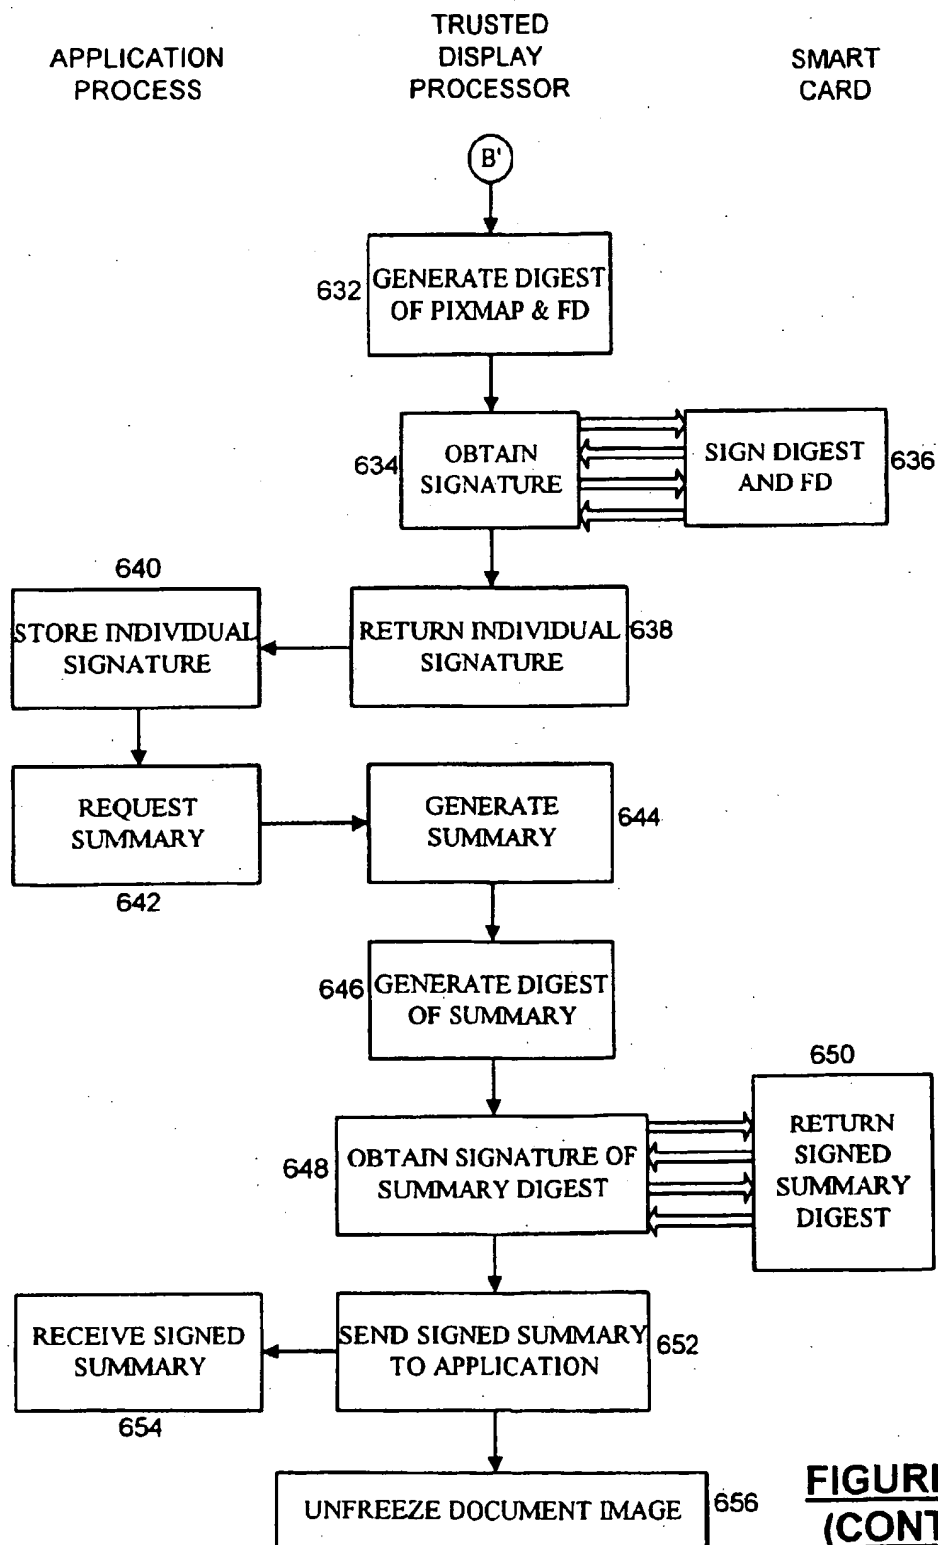 APPLICATION
PROCESS
TRUSTED
DISPLAY
PROCESSOR
SMART
CARD
B'
632
GENERATE DIGEST
OF PIXMAP & FD
634
OBTAIN
SIGNATURE
SIGN DIGEST
AND FD
636
640
STORE INDIVIDUAL
SIGNATURE
RETURN INDIVIDUAL
SIGNATURE
638
REQUEST
SUMMARY
642
GENERATE
SUMMARY
644
646
GENERATE DIGEST
OF SUMMARY
648
OBTAIN SIGNATURE OF
SUMMARY DIGEST
650
RETURN
SIGNED
SUMMARY
DIGEST
RECEIVE SIGNED
SUMMARY
654
SEND SIGNED SUMMARY
TO APPLICATION
652
UNFREEZE DOCUMENT IMAGE
656
FIGURE
(CONT